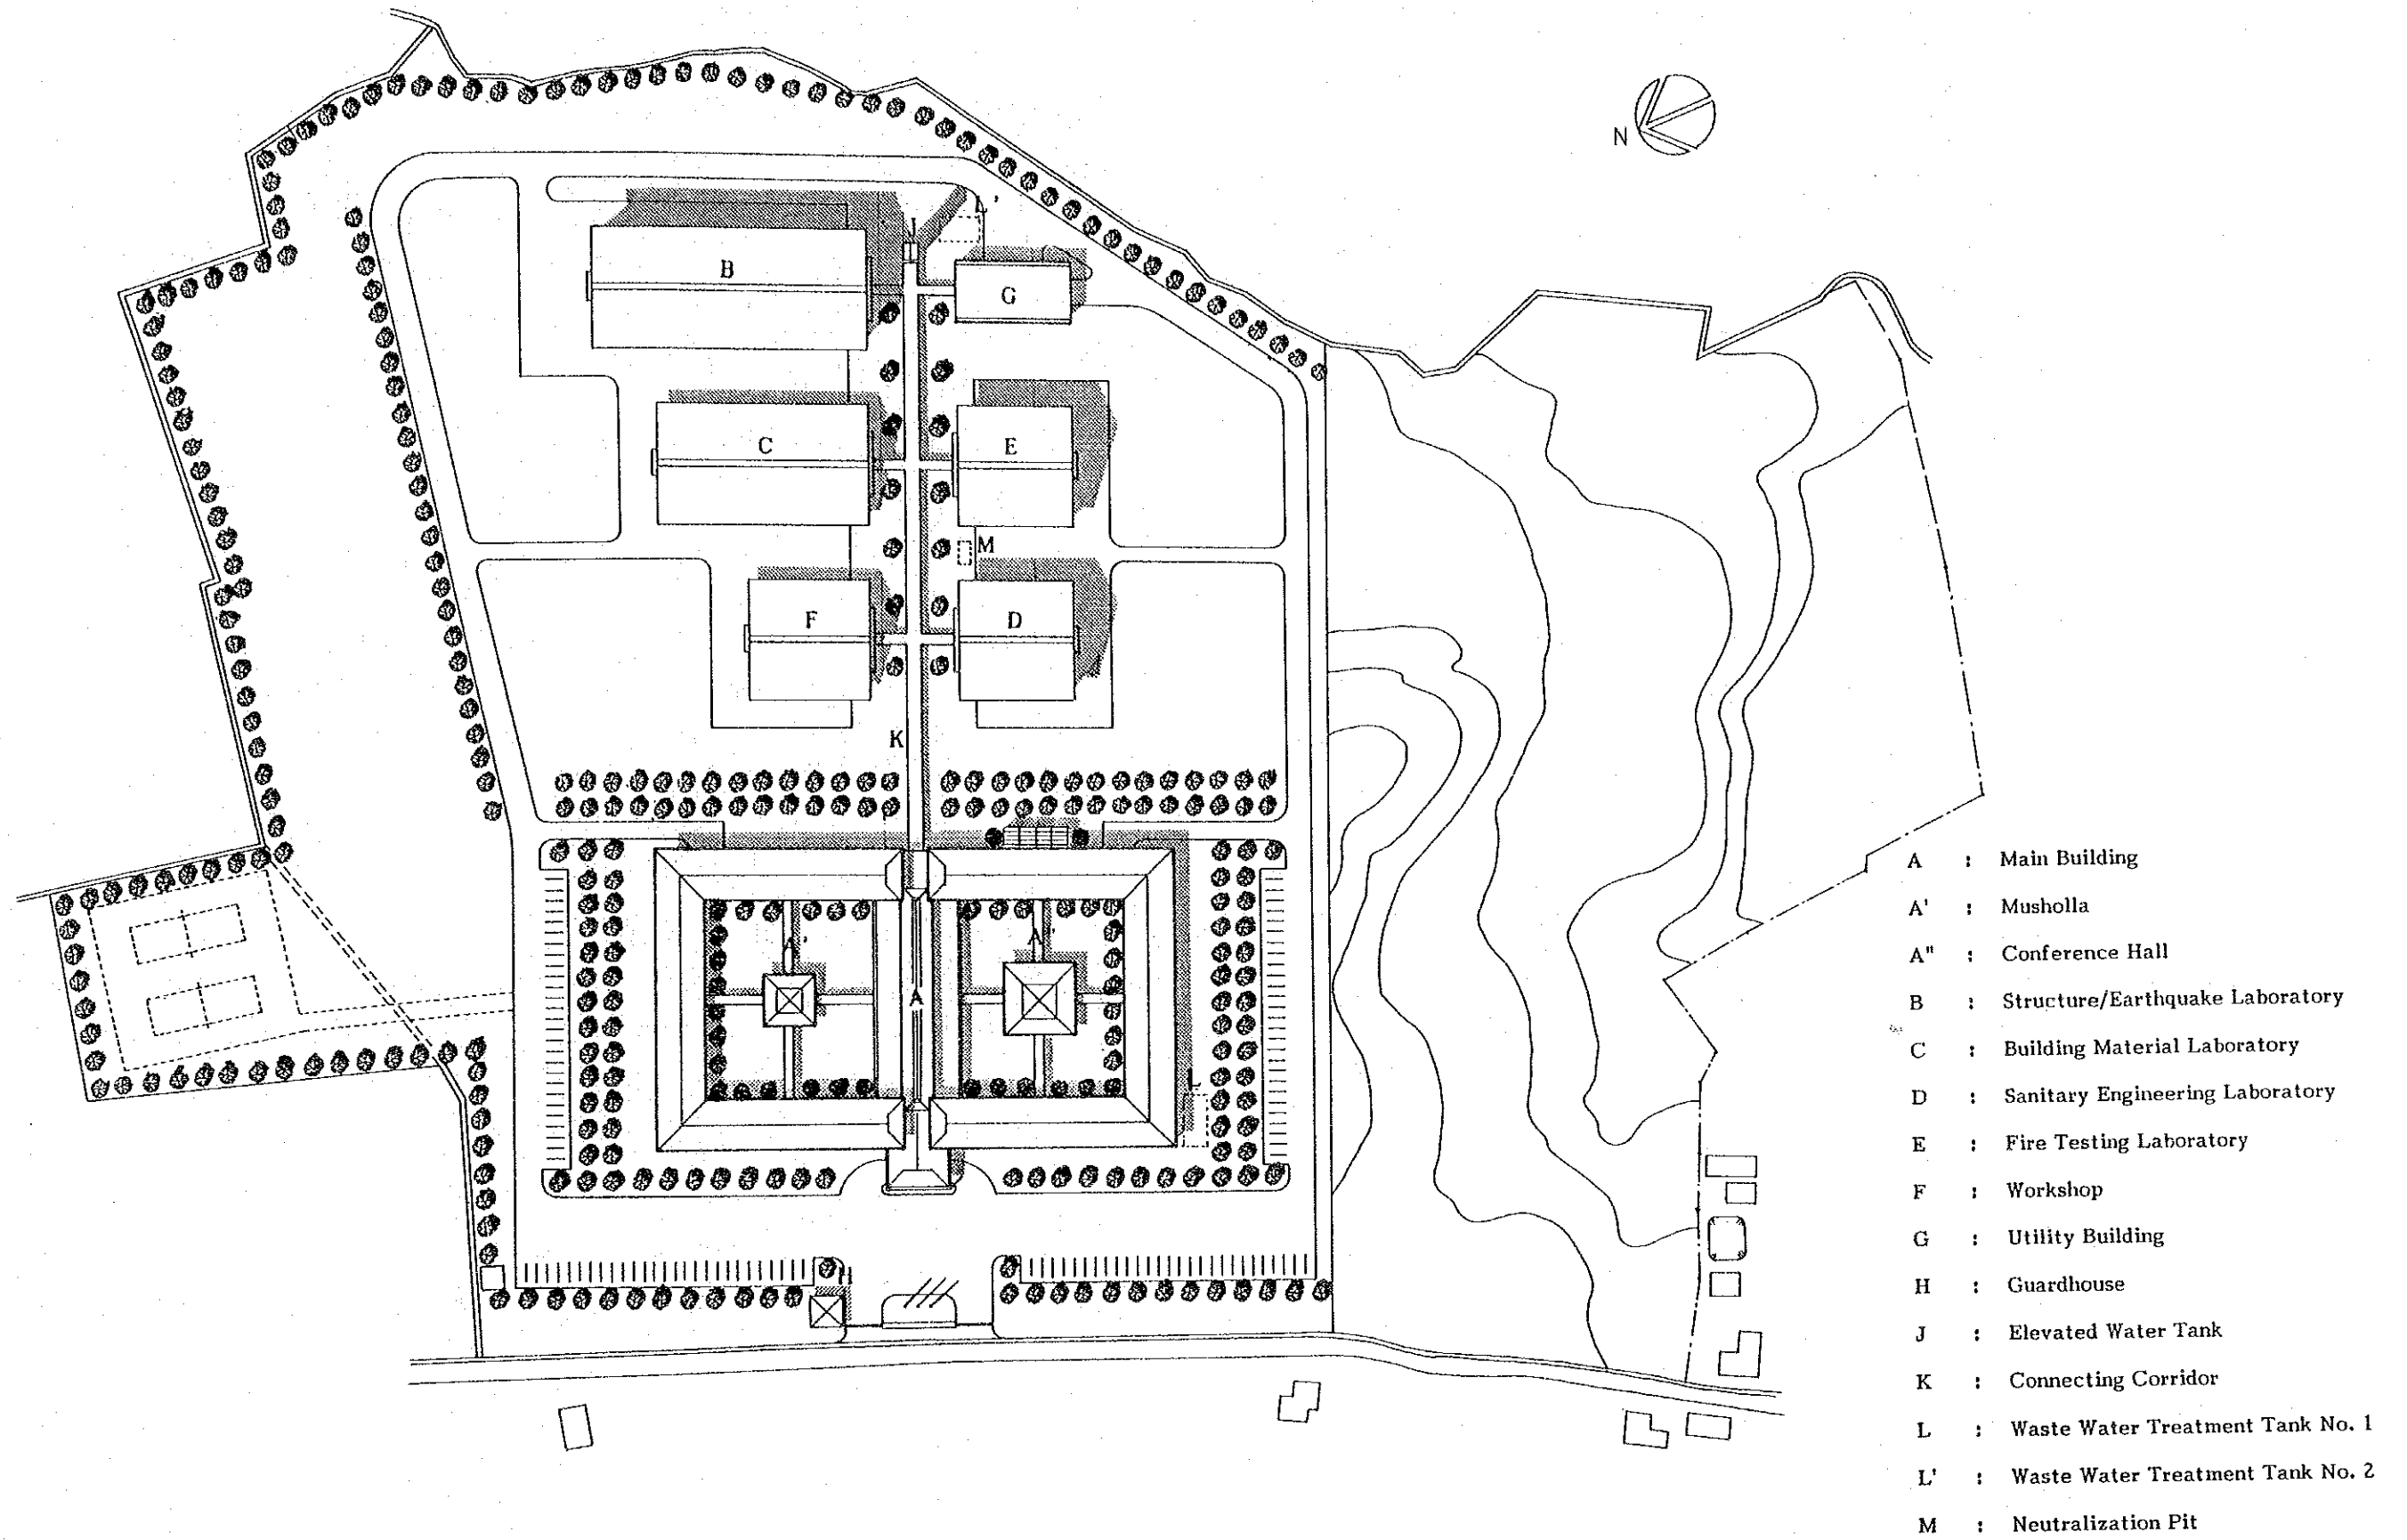 N
L'
J
B
G
C
E
M
F
D
K
A'
A"
A
L
H
A : Main Building
A' : Musholla
A" : Conference Hall
B : Structure/Earthquake Laboratory
C : Building Material Laboratory
D : Sanitary Engineering Laboratory
E : Fire Testing Laboratory
F : Workshop
G : Utility Building
H : Guardhouse
J : Elevated Water Tank
K : Connecting Corridor
L : Waste Water Treatment Tank No. 1
L' : Waste Water Treatment Tank No. 2
M : Neutralization Pit